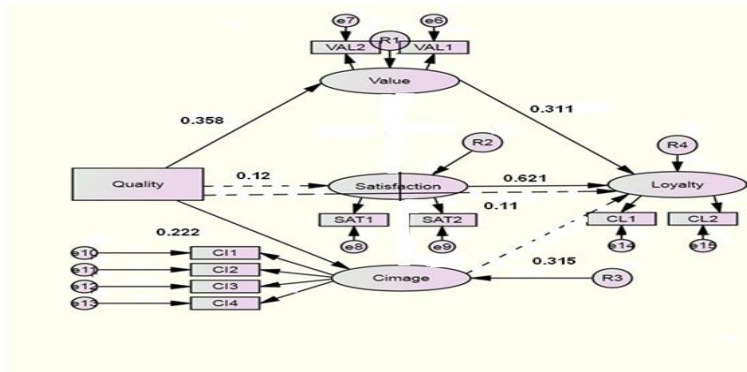 e7 e6
VAL2 R1 VAL1
Value
0.358 0.311
R2 R4
Quality 0.12 Satisfaction 0.621 Loyalty
0.11
SAT1 SAT2 CL1 CL2
0.222
e8 e9 e14 e15
e10 CI1
e11 CI2
e12 CI3
e13 CI4
Cimage 0.315 R3